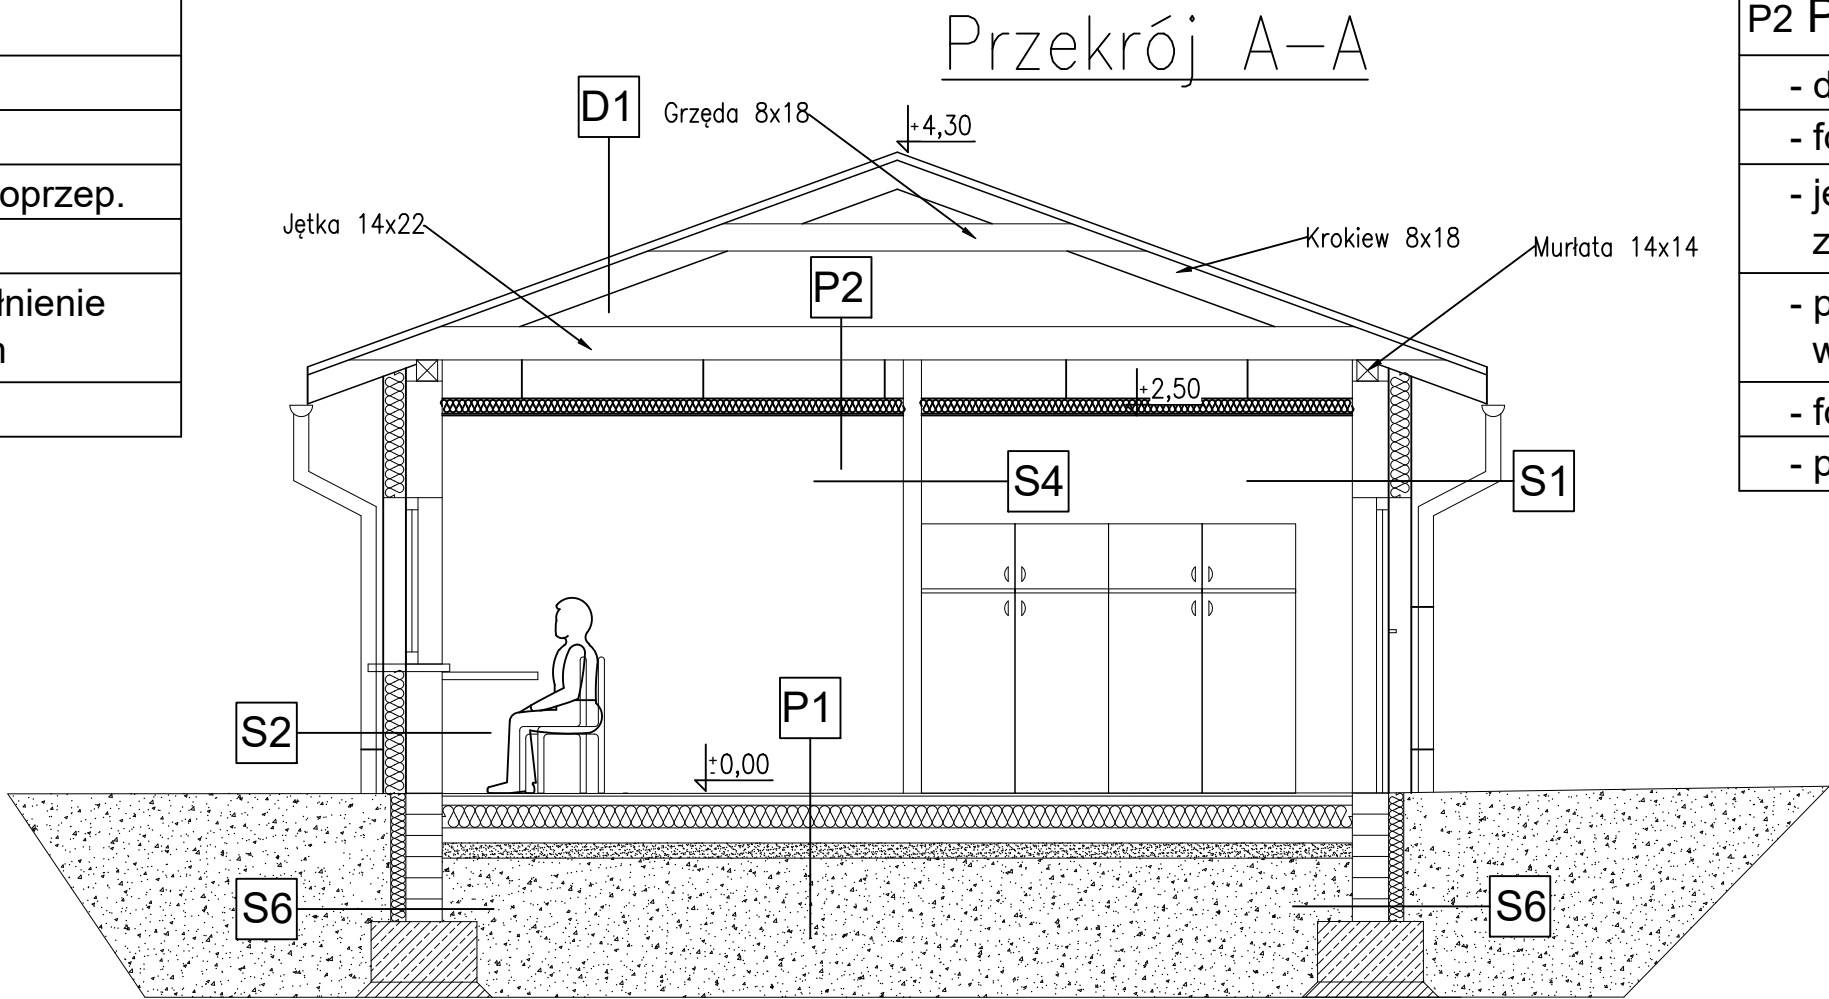 Przekrój A-A
P2
D1
Grzęda 8x18
+4,30
oprzep.
Jętka 14x22
Krokiew 8x18
Murłata 14x14
P2
+2,50
S4
S1
S2
P1
±0,00
S6
S6